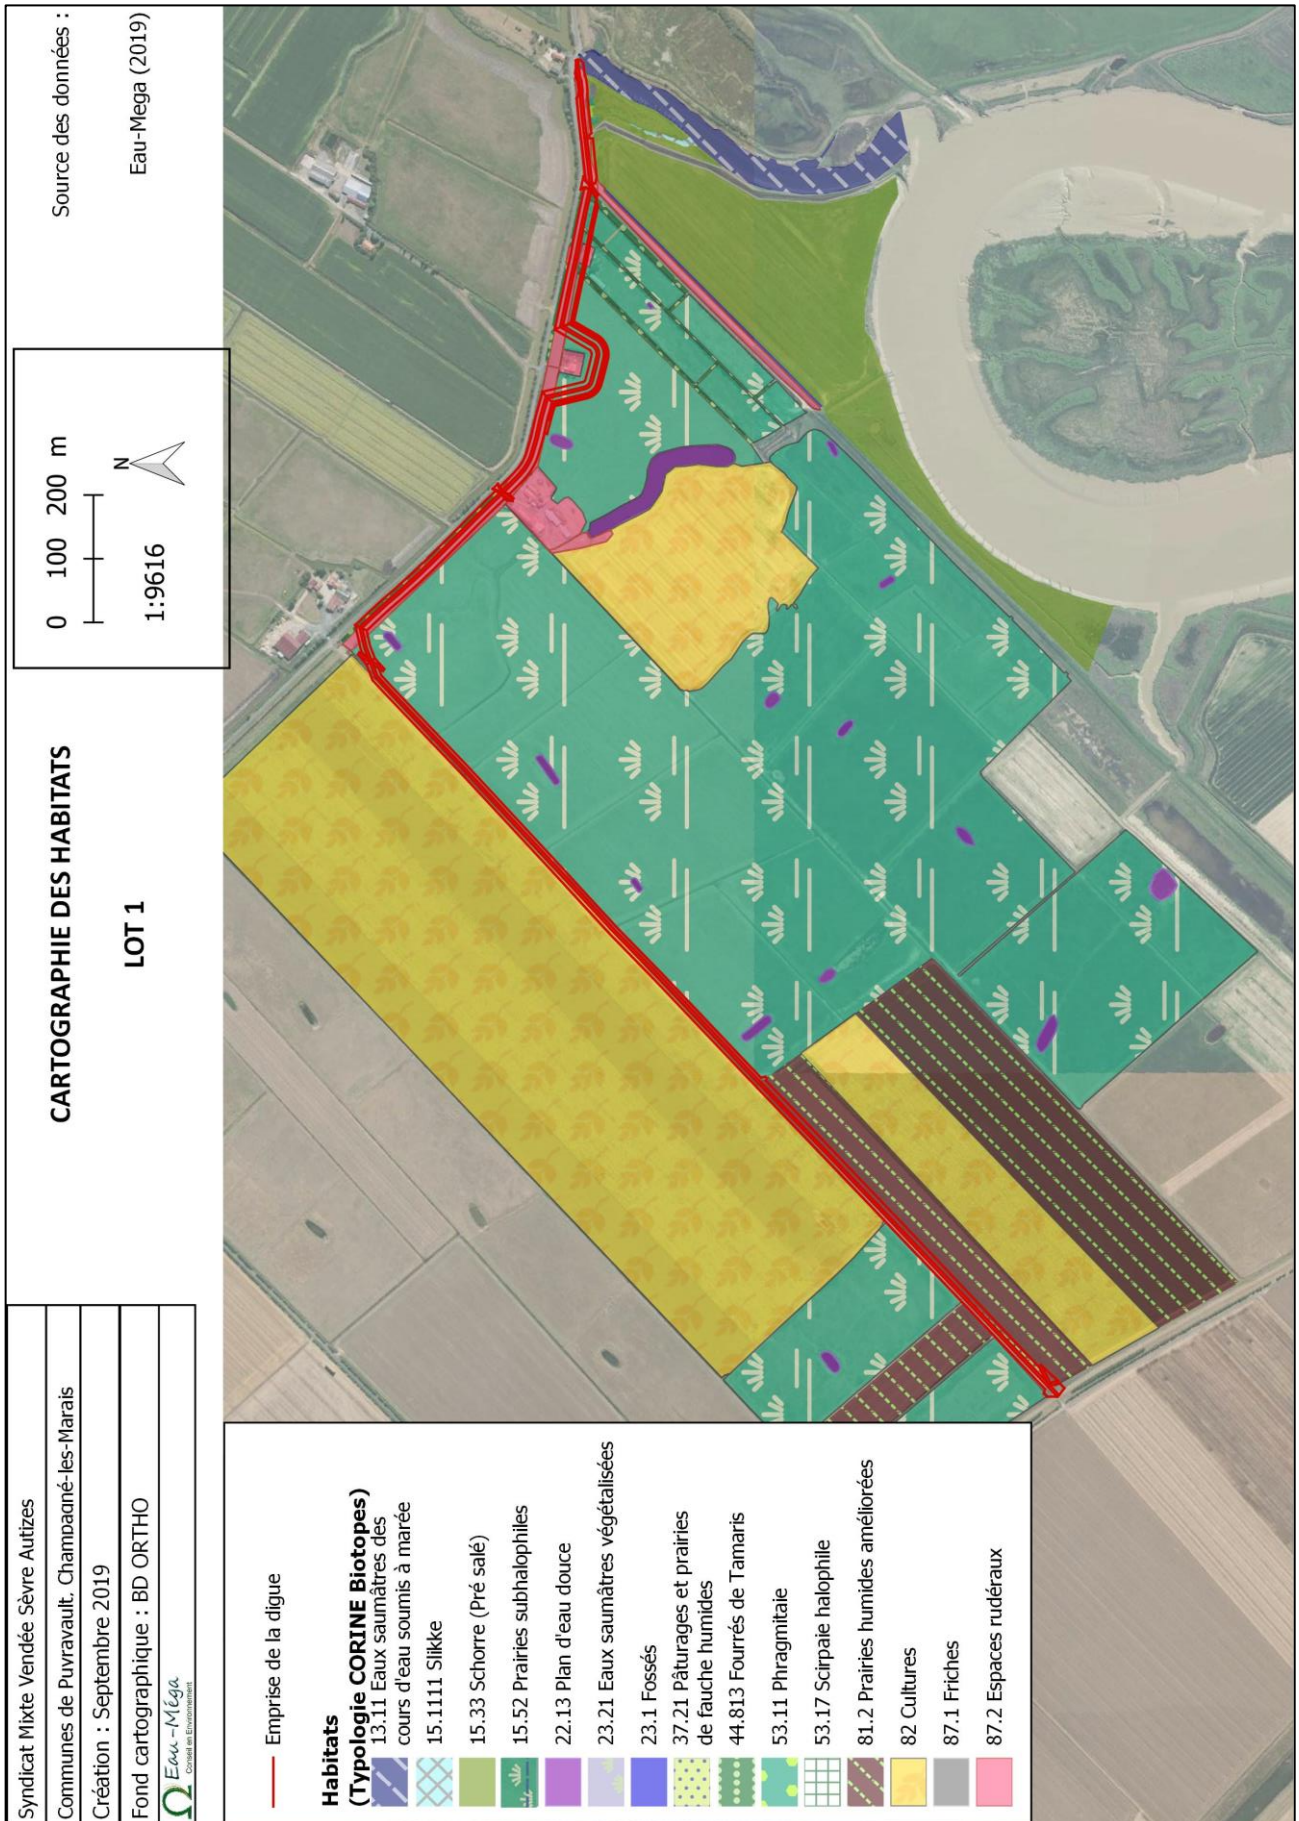 Syndicat Mixte Vendée Sèvre Autizes
Communes de Puyravault, Champagné-les-Marais
Création : Septembre 2019
Fond cartographique : BD ORTHO
Eau-Méga
Conseil en Environnement
CARTOGRAPHIE DES HABITATS
LOT 1
0 100 200 m
1:9616
N
Source des données :
Eau-Mega (2019)
Emprise de la digue
Habitats
(Typologie CORINE Biotopes)
13.11 Eaux saumâtres des
cours d'eau soumis à marée
15.1111 Slikke
15.33 Schorre (Pré salé)
15.52 Prairies subhalophiles
22.13 Plan d'eau douce
23.21 Eaux saumâtres végétalisées
23.1 Fossés
37.21 Pâturages et prairies
de fauche humides
44.813 Fourrés de Tamaris
53.11 Phragmitaie
53.17 Scirpaie halophile
81.2 Prairies humides améliorées
82 Cultures
87.1 Friches
87.2 Espaces rudéraux